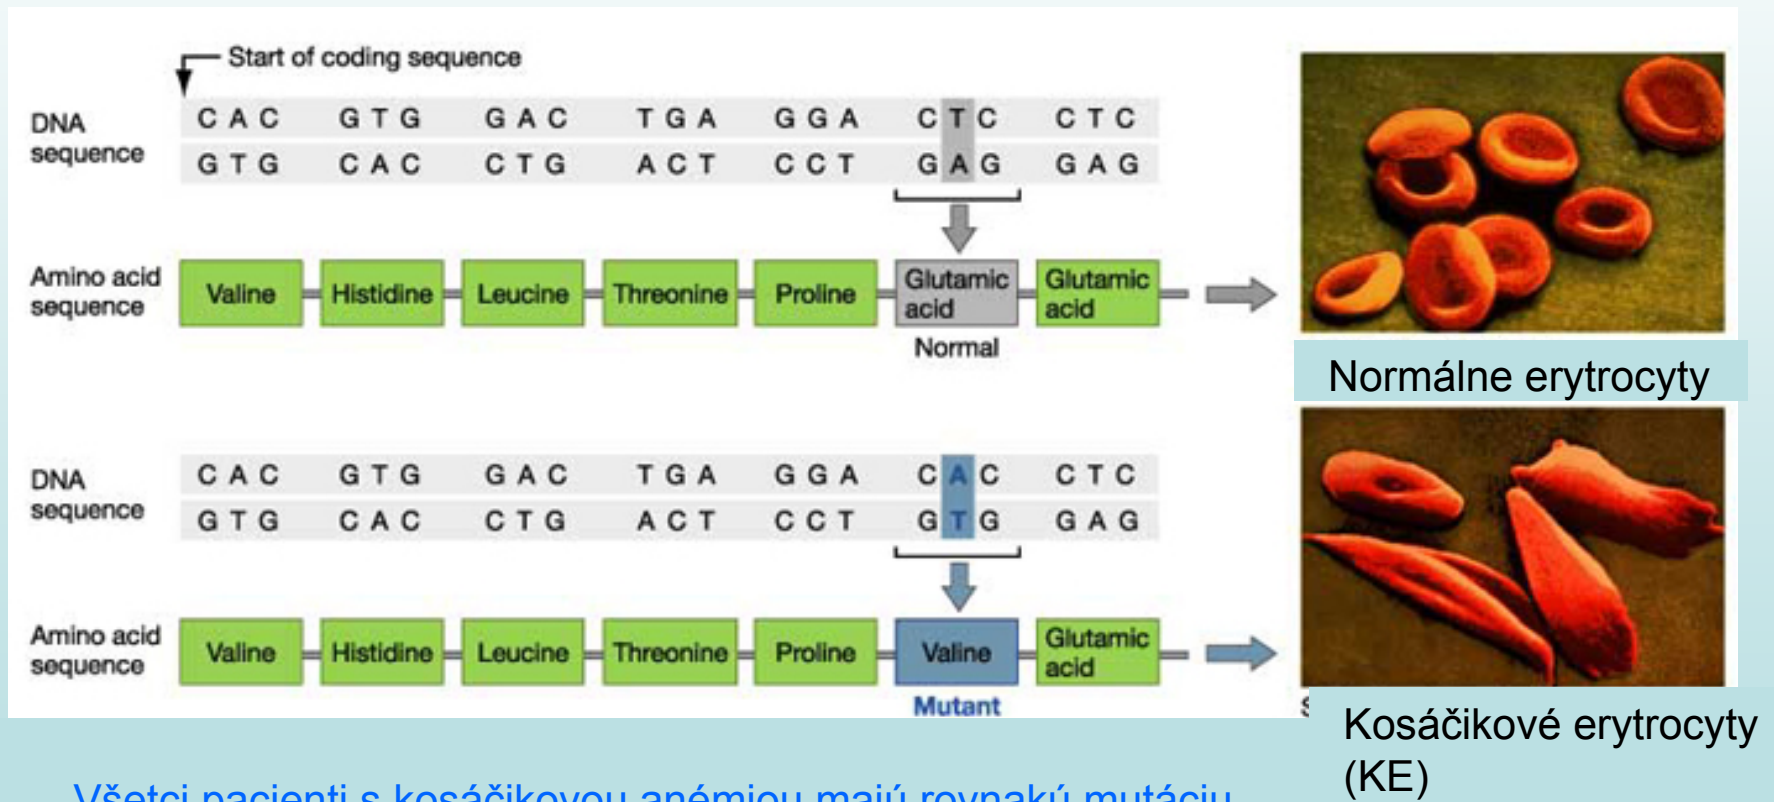 Start of coding sequence
DNA
sequence
C A C G T G G A C T G A G G A C T C C T C
G T G C A C C T G A C T C C T G A G G A G
Amino acid
sequence
Valine
Histidine
Leucine
Threonine
Proline
Glutamic
acid
Glutamic
acid
Normal
Normálne erytrocyty
DNA
sequence
C A C G T G G A C T G A G G A C A C C T C
G T G C A C C T G A C T C C T G T G G A G
Amino acid
sequence
Valine
Histidine
Leucine
Threonine
Proline
Valine
Glutamic
acid
Mutant
Kosáčikové erytrocyty
(KE)
Všetci pacienti s kosáčikovou anémiou majú rovnakú mutáciu